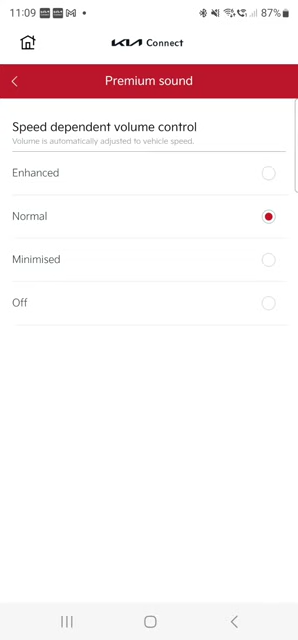 11:09
87%
KIA Connect
Premium sound
Speed dependent volume control
Volume is automatically adjusted to vehicle speed.
Enhanced
Normal
Minimised
Off